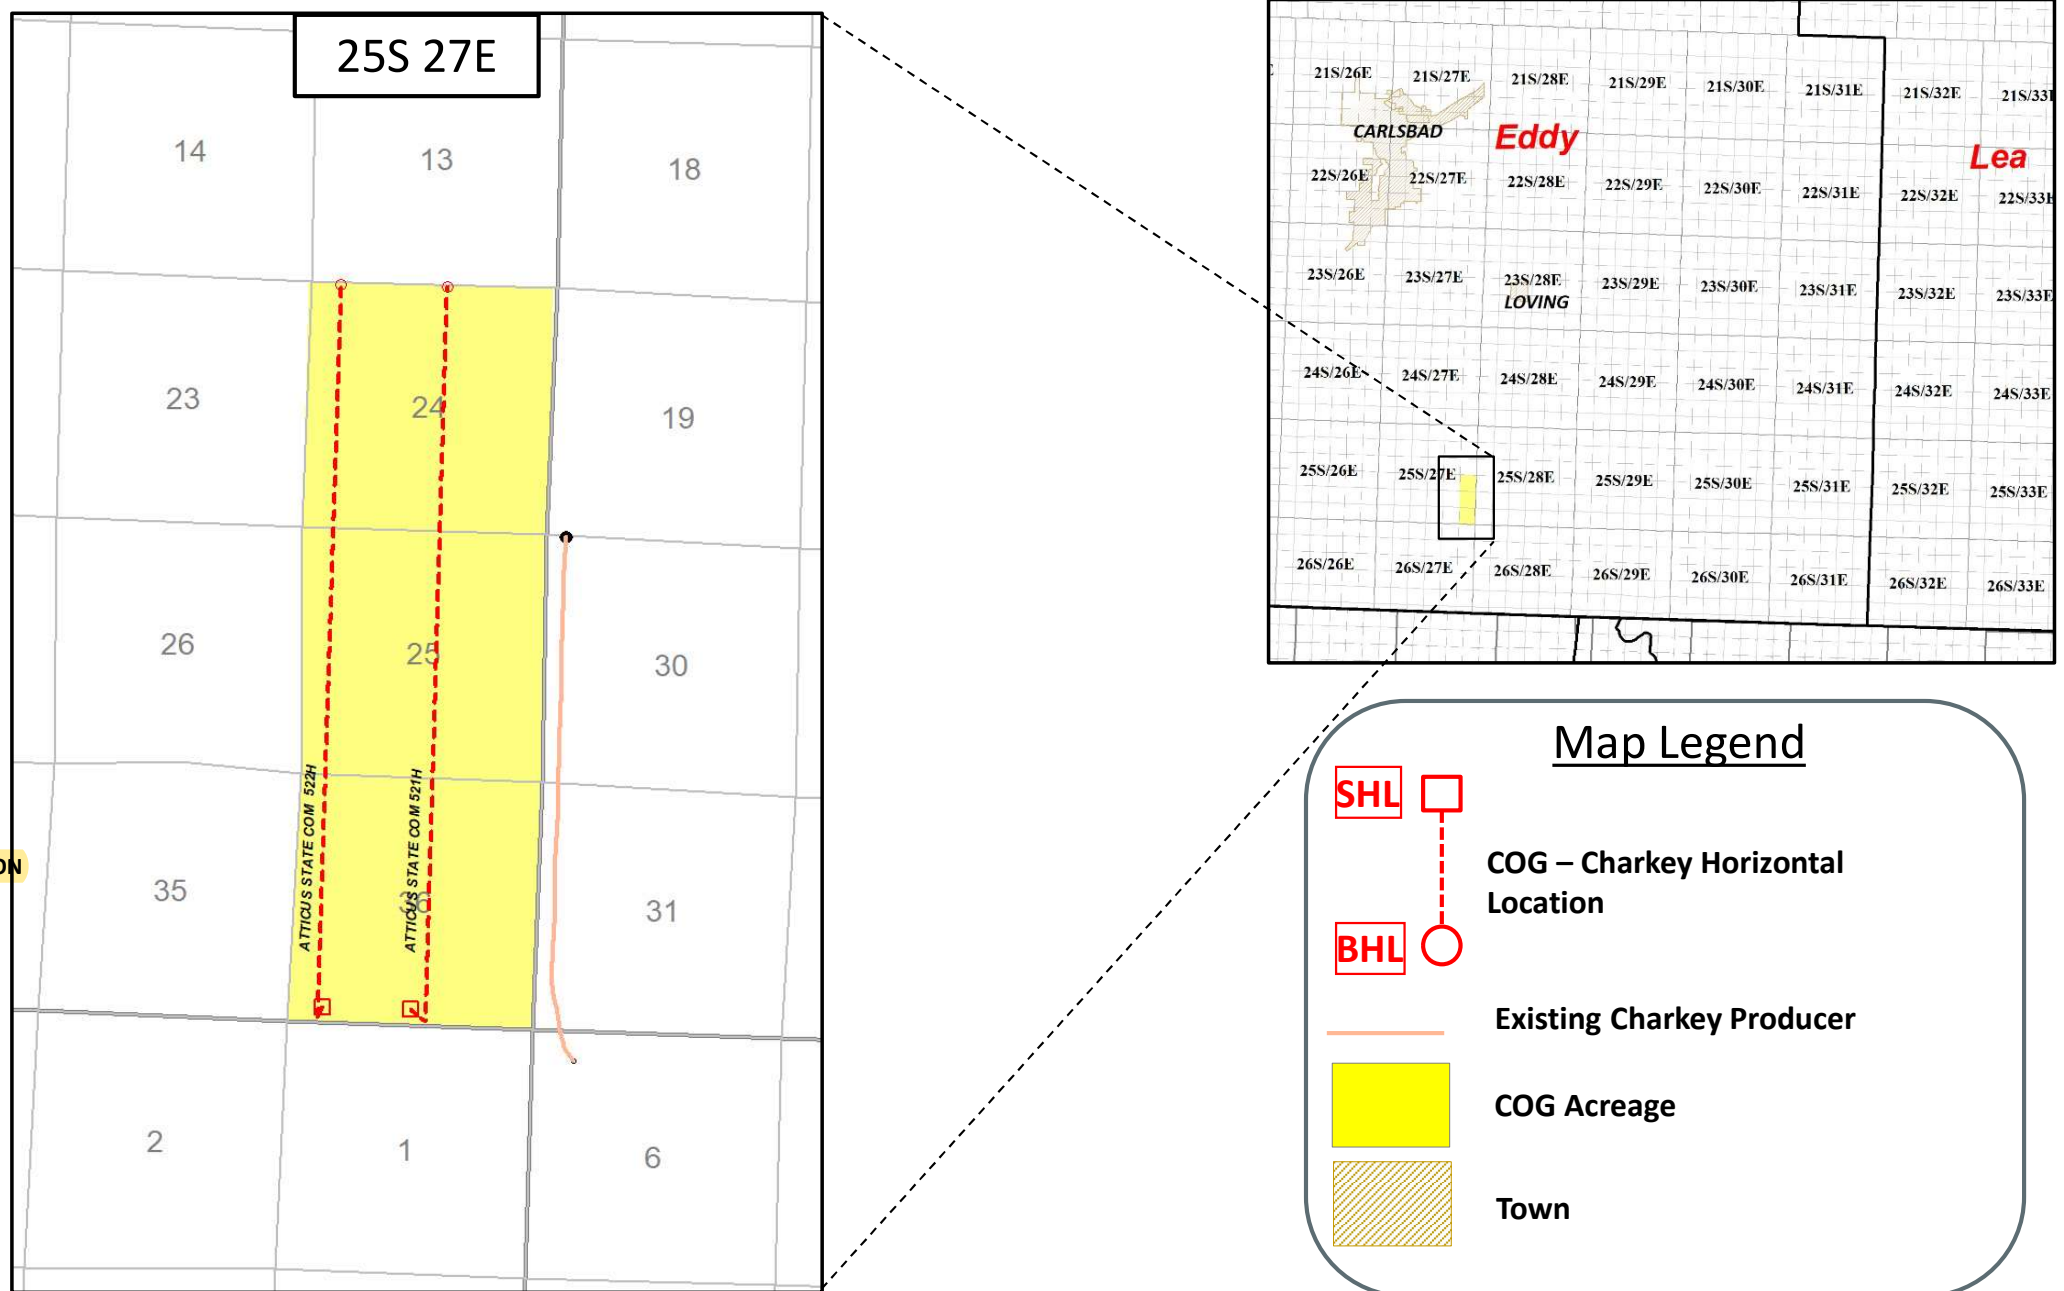 25S 27E
14
13
18
23
24
19
26
25
30
ATTICUS STATE COM 522H
ATTICUS STATE COM 521H
ON
35
36
31
2
1
6
21S/26E
21S/27E
21S/28E
21S/29E
21S/30E
21S/31E
21S/32E
CARLSBAD
Eddy
Lea
22S/26E
22S/27E
22S/28E
22S/29E
22S/30E
22S/31E
22S/32E
23S/26E
23S/27E
23S/28E
23S/29E
23S/30E
23S/31E
23S/32E
23S/33E
LOVING
24S/26E
24S/27E
24S/28E
24S/29E
24S/30E
24S/31E
24S/32E
24S/33E
25S/26E
25S/27E
25S/28E
25S/29E
25S/30E
25S/31E
25S/32E
25S/33E
26S/26E
26S/27E
26S/28E
26S/29E
26S/30E
26S/31E
26S/32E
26S/33E
Map Legend
SHL
COG – Charkey Horizontal
Location
BHL
Existing Charkey Producer
COG Acreage
Town